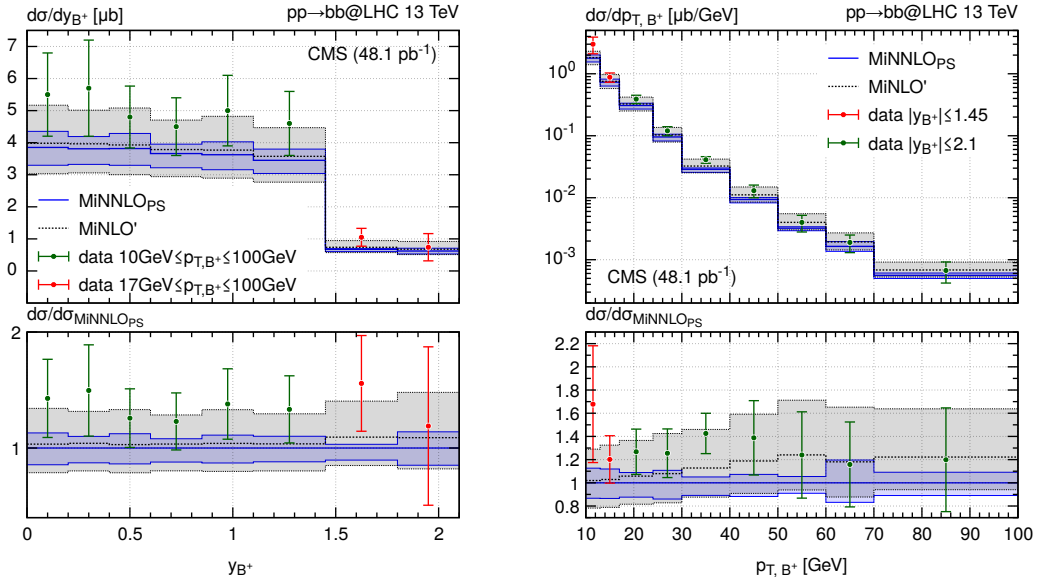 dσ/dy_B⁺ [μb] pp→bb@LHC 13 TeV
CMS (48.1 pb⁻¹)
7
6
5
4
3
2
1
0
MiNNLO_PS
MiNLO'
data 10GeV≤p_T,B⁺≤100GeV
data 17GeV≤p_T,B⁺≤100GeV
dσ/dσ_MiNNLO_PS
2
1
0 0.5 1 1.5 2
y_B⁺
dσ/dp_T,B⁺ [μb/GeV] pp→bb@LHC 13 TeV
MiNNLO_PS
MiNLO'
data |y_B⁺|≤1.45
data |y_B⁺|≤2.1
10⁰
10⁻¹
10⁻²
10⁻³
CMS (48.1 pb⁻¹)
dσ/dσ_MiNNLO_PS
2.2
2
1.8
1.6
1.4
1.2
1
0.8
10 20 30 40 50 60 70 80 90 100
p_T,B⁺ [GeV]